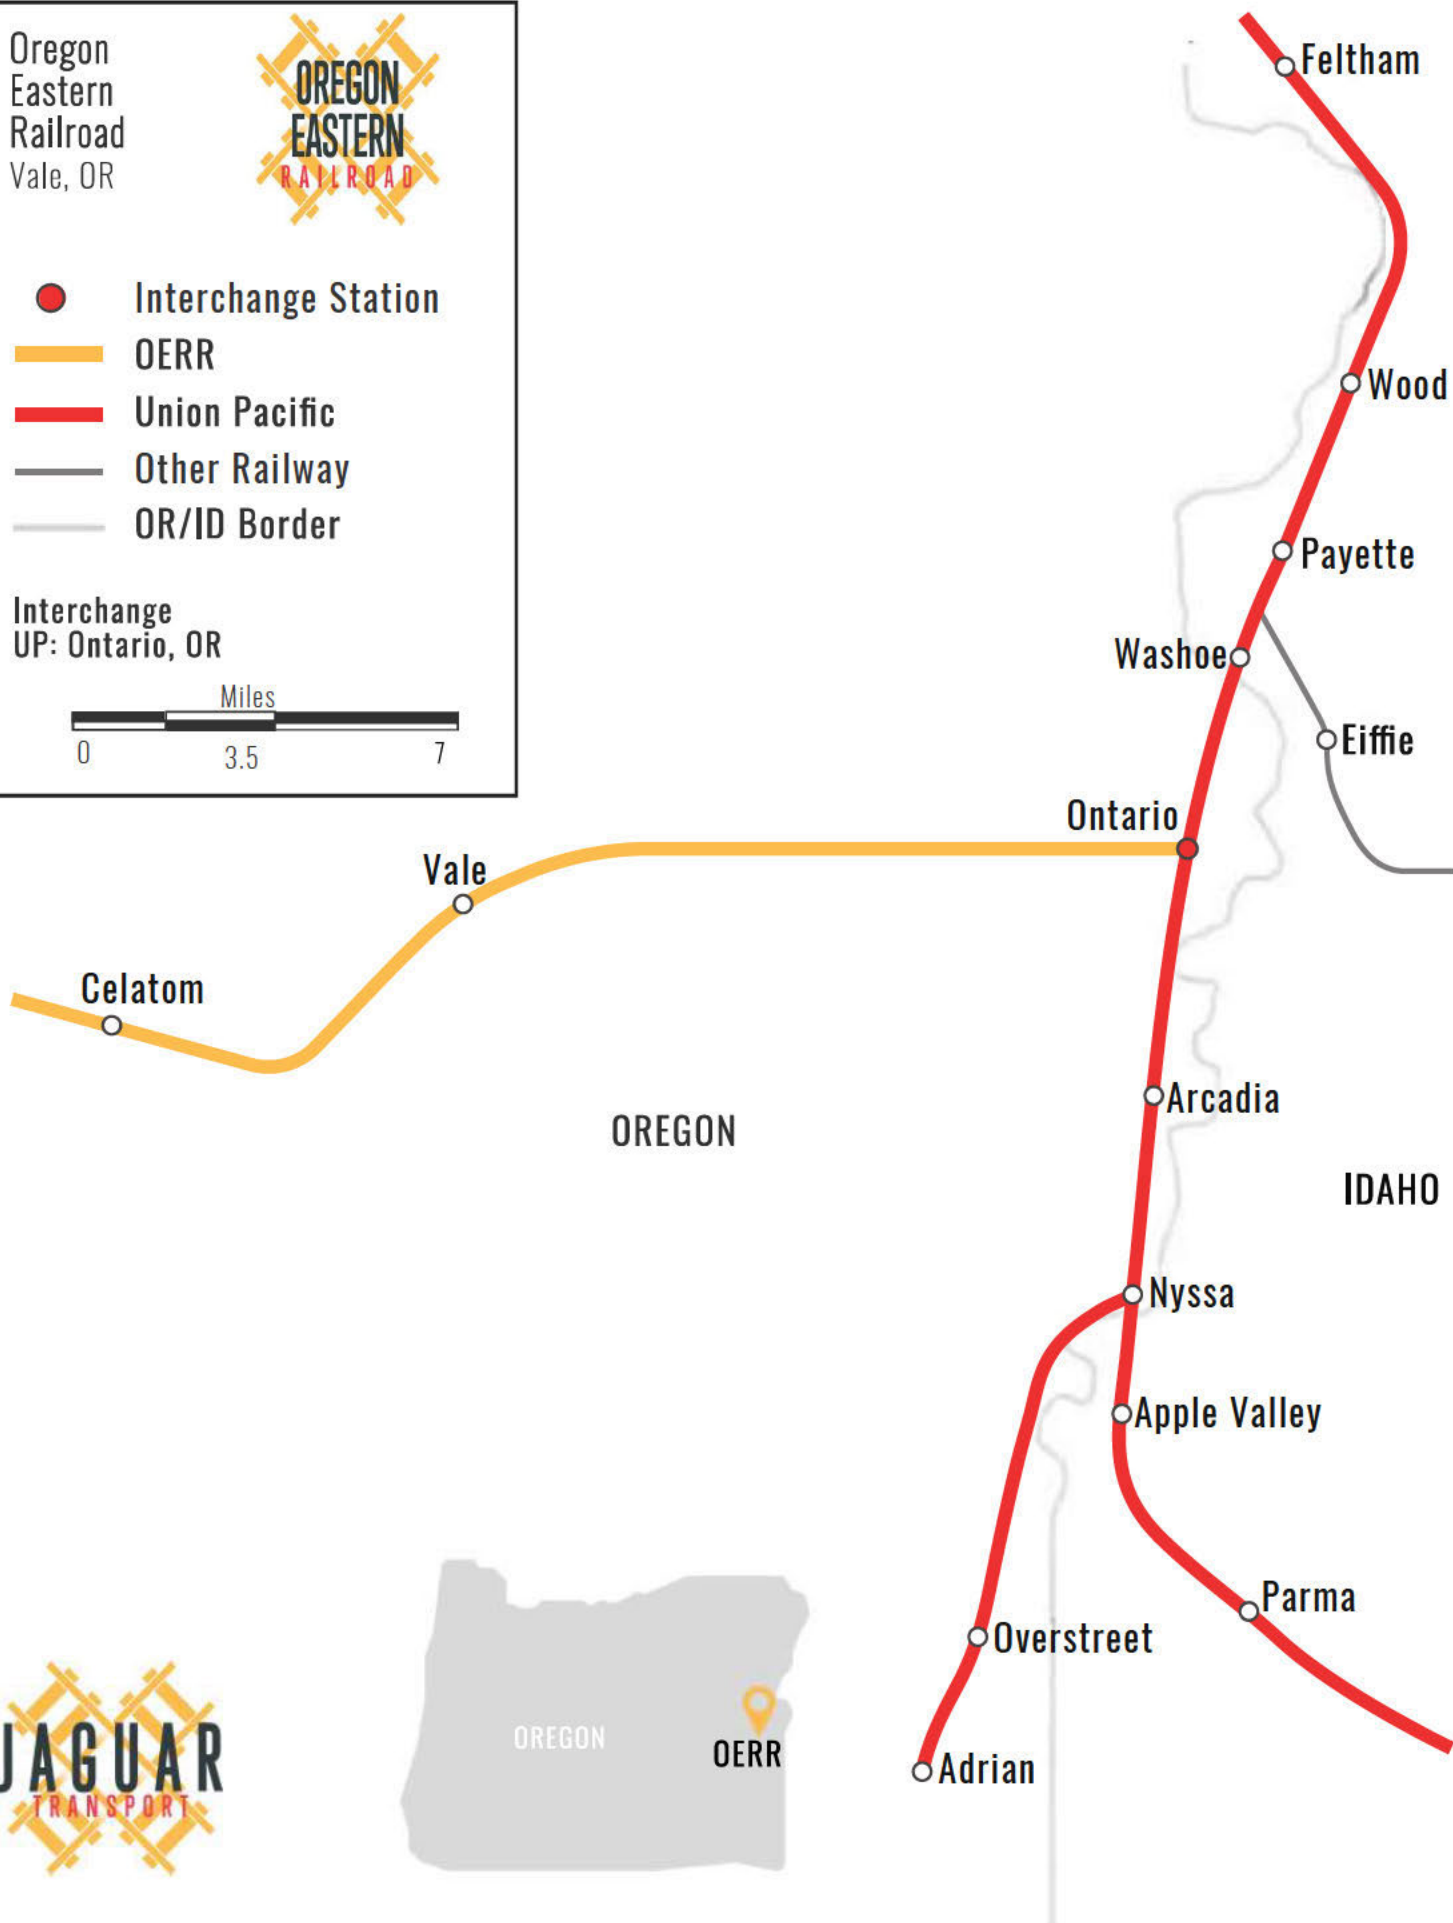 Oregon
Eastern
Railroad
Vale, OR
OREGON
EASTERN
RAILROAD
Interchange Station
OERR
Union Pacific
Other Railway
OR/ID Border
Interchange
UP: Ontario, OR
Miles
0 3.5 7
Feltham
Wood
Payette
Washoe
Eiffie
Ontario
Vale
Celatom
Arcadia
OREGON
IDAHO
Nyssa
Apple Valley
Parma
Overstreet
Adrian
OREGON
OERR
JAGUAR
TRANSPORT